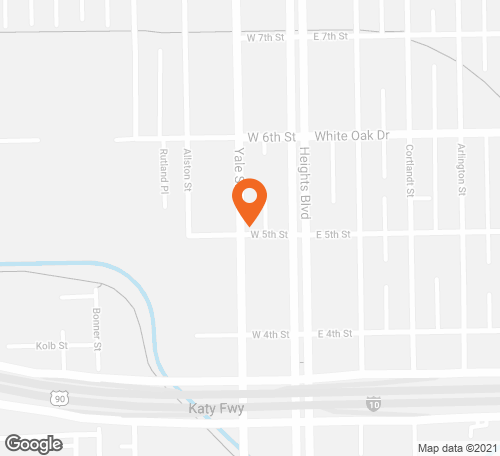 W 7th St
E 7th St
W 6th St
White Oak Dr
Rutland Pl
Allston St
Yale S
Heights Blvd
Cortlandt St
Arlington St
W 5th St
E 5th St
W 4th St
E 4th St
Bonner St
Kolb St
90
Katy Fwy
10
Google
Map data ©2021